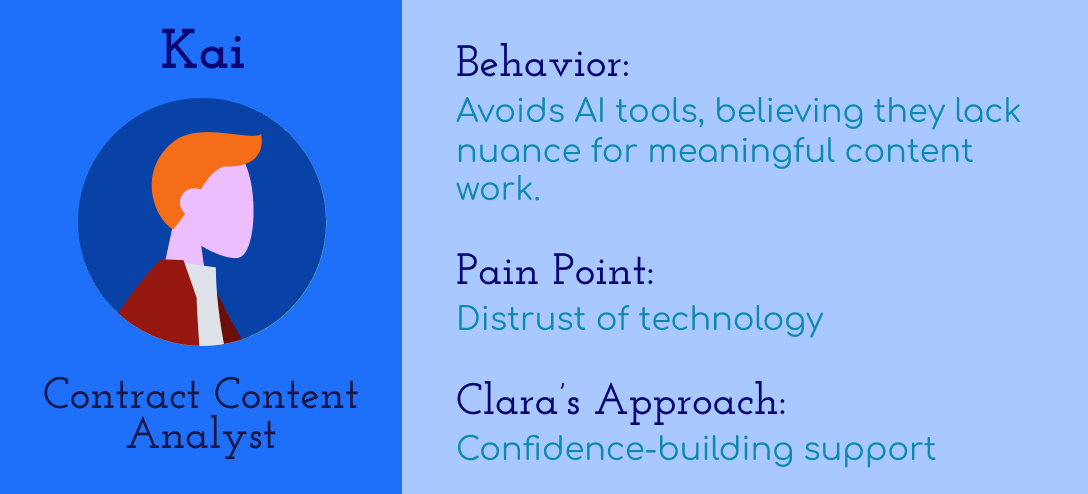 Kai
Contract Content
Analyst
Behavior:
Avoids AI tools, believing they lack
nuance for meaningful content
work.
Pain Point:
Distrust of technology
Clara's Approach:
Confidence-building support